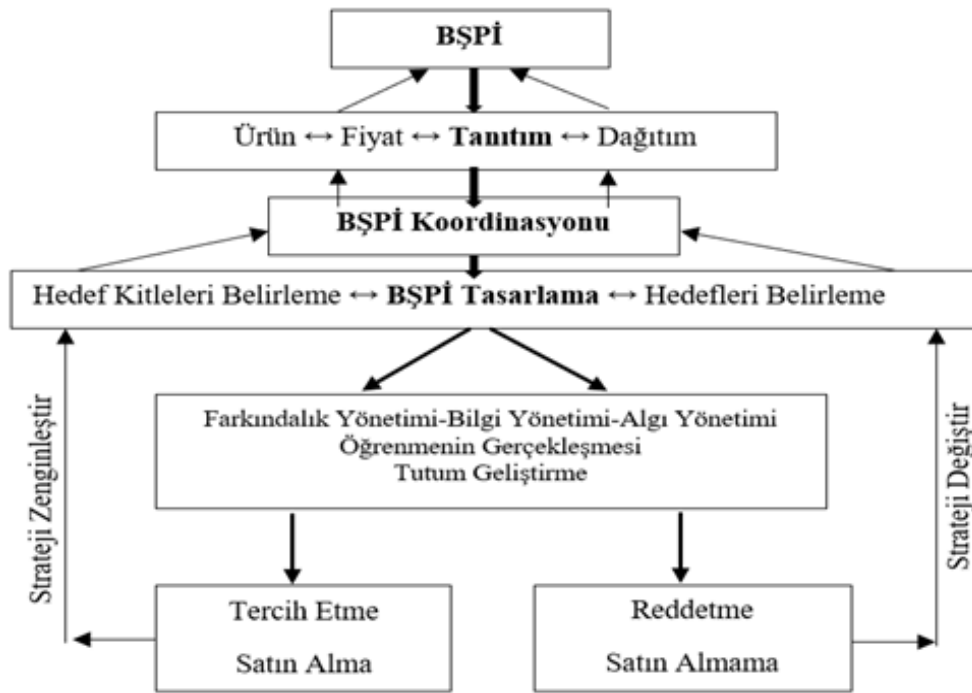 BŞPİ
Ürün ↔ Fiyat ↔ Tanıtım ↔ Dağıtım
BŞPİ Koordinasyonu
Hedef Kitleleri Belirleme ↔ BŞPİ Tasarlama ↔ Hedefleri Belirleme
Farkındalık Yönetimi-Bilgi Yönetimi-Algı Yönetimi
Öğrenmenin Gerçekleşmesi
Tutum Geliştirme
Strateji Zenginleştir
Strateji Değiştir
Tercih Etme
Satın Alma
Reddetme
Satın Almama